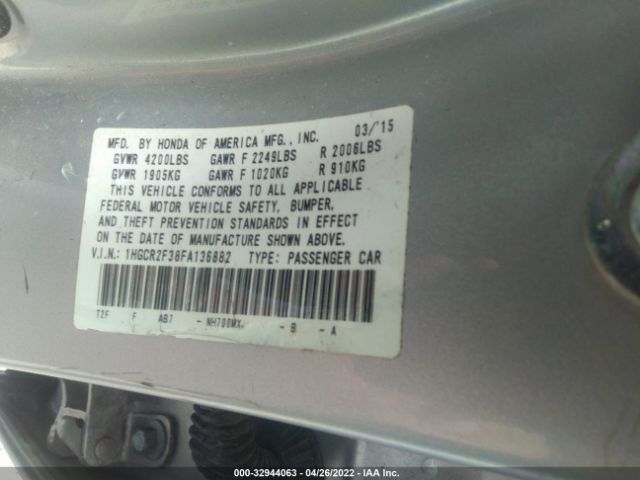 MFD. BY HONDA OF AMERICA MFG., INC. 03/'15
GVWR 4200LBS GAWR F 2249LBS R 2006LBS
GVWR 1905KG GAWR F 1020KG R 910KG
THIS VEHICLE CONFORMS TO ALL APPLICABLE
FEDERAL MOTOR VEHICLE SAFETY, BUMPER,
AND THEFT PREVENTION STANDARDS IN EFFECT
ON THE DATE OF MANUFACTURE SHOWN ABOVE.
V.I.N.: 1HGCR2F38FA136882 TYPE: PASSENGER CAR
T2F F AB7 - NH700MX - B - A
000-32944063 - 04/26/2022 - IAA Inc.